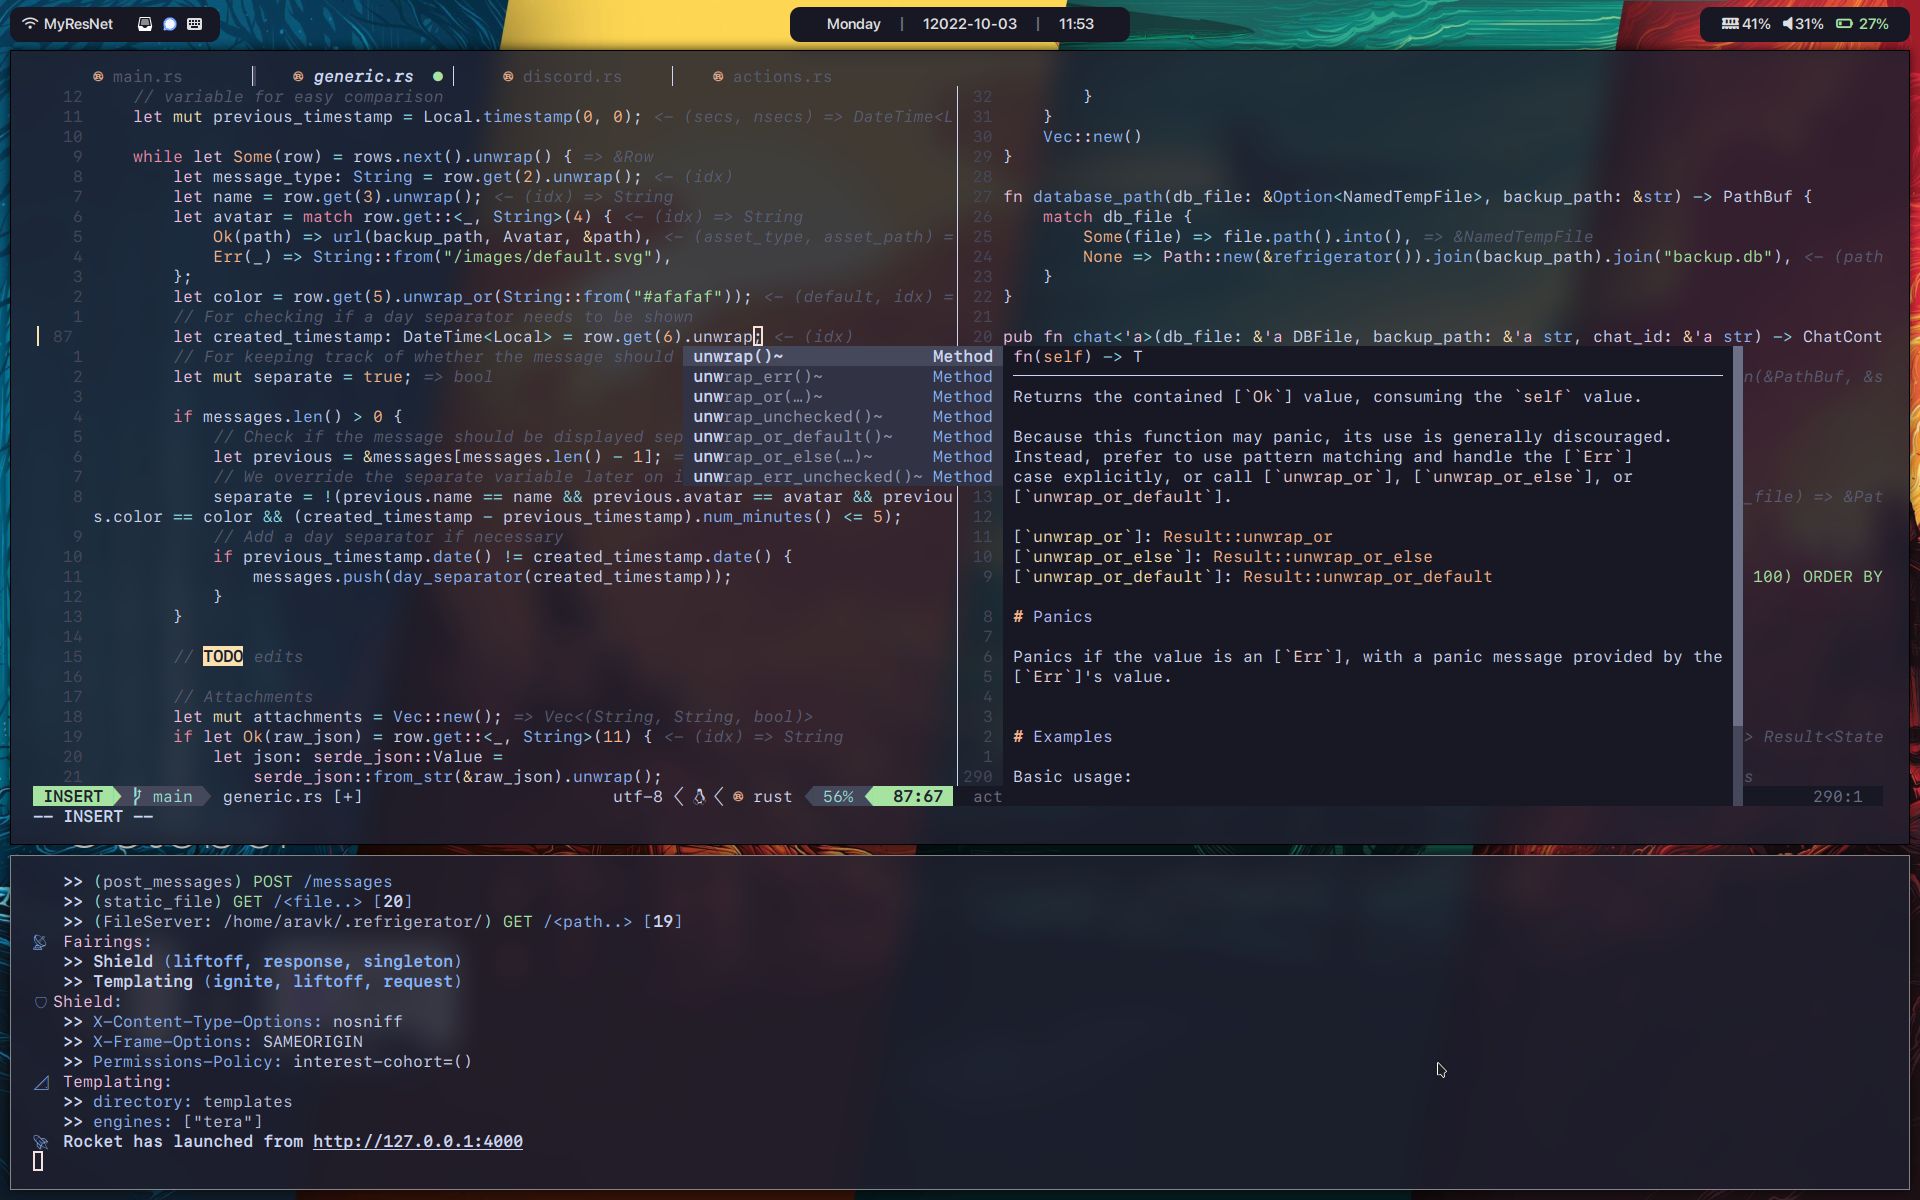 MyResNet
Monday | 12022-10-03 | 11:53
41% 31% 27%
main.rs generic.rs discord.rs actions.rs
12 // variable for easy comparison
11 let mut previous_timestamp = Local.timestamp(0, 0); <- (secs, nsecs) => DateTime<L
10
9 while let Some(row) = rows.next().unwrap() { => &Row
8 let message_type: String = row.get(2).unwrap(); <- (idx)
7 let name = row.get(3).unwrap(); <- (idx) => String
6 let avatar = match row.get::<_, String>(4) { <- (idx) => String
5 Ok(path) => url(backup_path, Avatar, &path), <- (asset_type, asset_path) =
4 Err(_) => String::from("/images/default.svg"),
3 };
2 let color = row.get(5).unwrap_or(String::from("#afafaf")); <- (default, idx) =
1 // For checking if a day separator needs to be shown
87 let created_timestamp: DateTime<Local> = row.get(6).unwrap; <- (idx)
1 // For keeping track of whether the message should
2 let mut separate = true; => bool
3
4 if messages.len() > 0 {
5 // Check if the message should be displayed sep
6 let previous = &messages[messages.len() - 1]; =
7 // We override the separate variable later on i
8 separate = !(previous.name == name && previous.avatar == avatar && previou
s.color == color && (created_timestamp - previous_timestamp).num_minutes() <= 5);
9 // Add a day separator if necessary
10 if previous_timestamp.date() != created_timestamp.date() {
11 messages.push(day_separator(created_timestamp));
12 }
13 }
14
15 // TODO edits
16
17 // Attachments
18 let mut attachments = Vec::new(); => Vec<(String, String, bool)>
19 if let Ok(raw_json) = row.get::<_, String>(11) { <- (idx) => String
20 let json: serde_json::Value =
21 serde_json::from_str(&raw_json).unwrap();
INSERT main generic.rs [+] utf-8 rust 56% 87:67
-- INSERT --
unwrap()~ Method
unwrap_err()~ Method
unwrap_or(…)~ Method
unwrap_unchecked()~ Method
unwrap_or_default()~ Method
unwrap_or_else(…)~ Method
unwrap_err_unchecked()~ Method
32 }
31 }
30 Vec::new()
29 }
28
27 fn database_path(db_file: &Option<NamedTempFile>, backup_path: &str) -> PathBuf {
26 match db_file {
25 Some(file) => file.path().into(), => &NamedTempFile
24 None => Path::new(&refrigerator()).join(backup_path).join("backup.db"), <- (path
23 }
22 }
21
20 pub fn chat<'a>(db_file: &'a DBFile, backup_path: &'a str, chat_id: &'a str) -> ChatCont
fn(self) -> T
n(&PathBuf, &s
Returns the contained [`Ok`] value, consuming the `self` value.
Because this function may panic, its use is generally discouraged.
Instead, prefer to use pattern matching and handle the [`Err`]
case explicitly, or call [`unwrap_or`], [`unwrap_or_else`], or
13 [`unwrap_or_default`]. _file) => &Pat
12
11 [`unwrap_or`]: Result::unwrap_or
10 [`unwrap_or_else`]: Result::unwrap_or_else
9 [`unwrap_or_default`]: Result::unwrap_or_default 100) ORDER BY
8 # Panics
7
6 Panics if the value is an [`Err`], with a panic message provided by the
5 [`Err`]'s value.
4
3
2 # Examples > Result<State
1
290 Basic usage: s
act 290:1
>> (post_messages) POST /messages
>> (static_file) GET /<file..> [20]
>> (FileServer: /home/aravk/.refrigerator/) GET /<path..> [19]
Fairings:
>> Shield (liftoff, response, singleton)
>> Templating (ignite, liftoff, request)
Shield:
>> X-Content-Type-Options: nosniff
>> X-Frame-Options: SAMEORIGIN
>> Permissions-Policy: interest-cohort=()
Templating:
>> directory: templates
>> engines: ["tera"]
Rocket has launched from http://127.0.0.1:4000